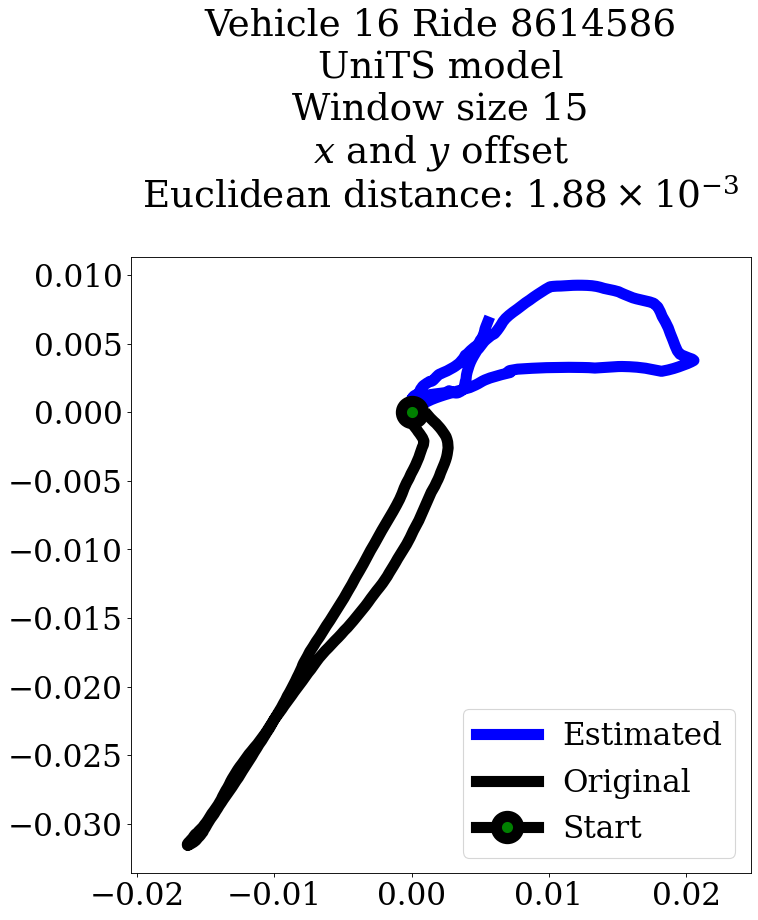 Vehicle 16 Ride 8614586
UniTS model
Window size 15
x and y offset
Euclidean distance: 1.88 × 10⁻³
0.010
0.005
0.000
−0.005
−0.010
−0.015
−0.020
−0.025
−0.030
Estimated
Original
Start
−0.02 −0.01 0.00 0.01 0.02